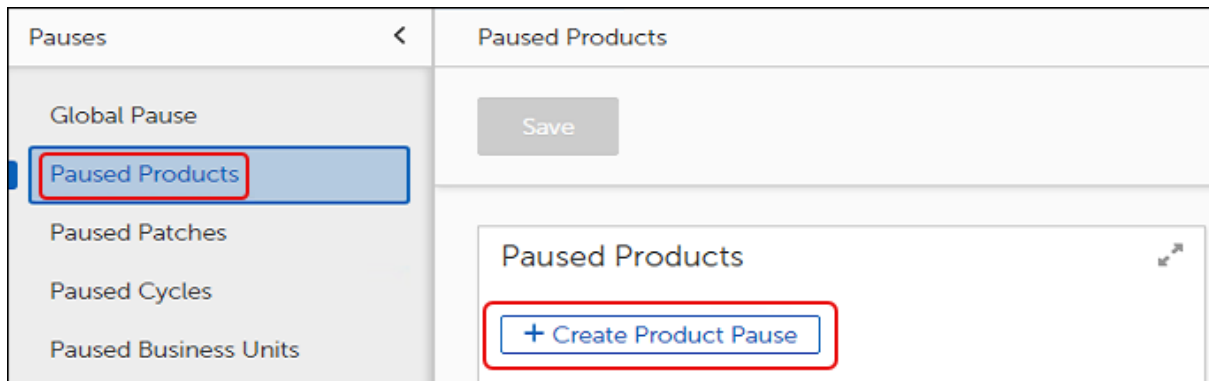 Pauses
Global Pause
Paused Products
Paused Patches
Paused Cycles
Paused Business Units
Paused Products
Save
Paused Products
+ Create Product Pause